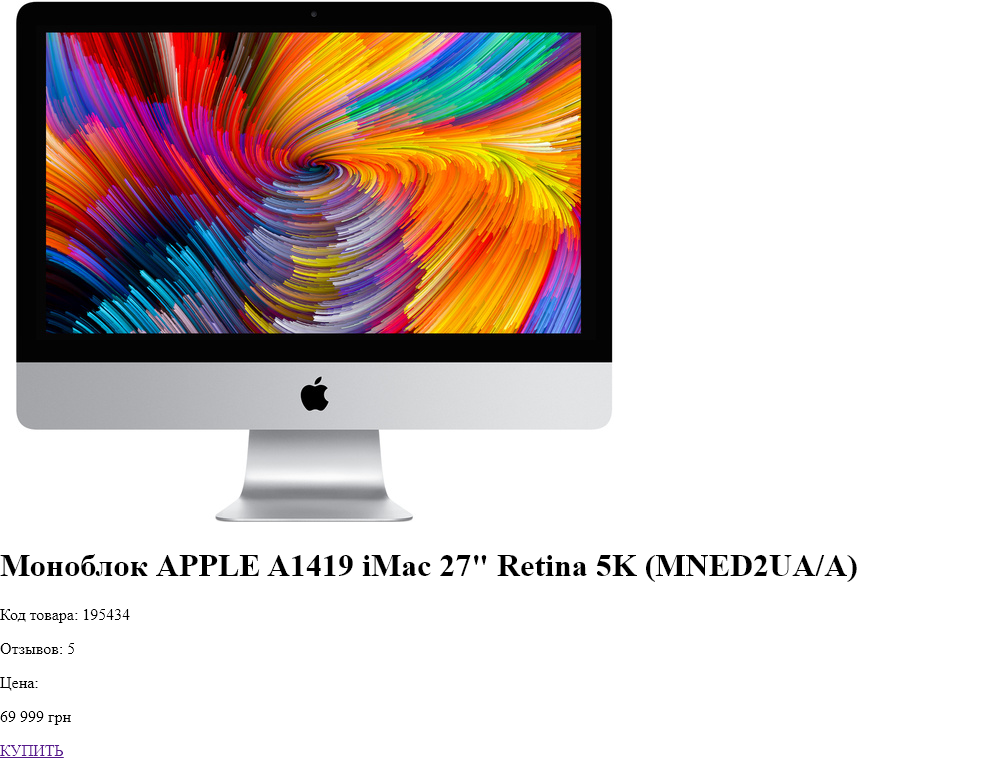 Моноблок APPLE A1419 iMac 27" Retina 5K (MNED2UA/A)
Код товара: 195434
Отзывов: 5
Цена:
69 999 грн
КУПИТЬ